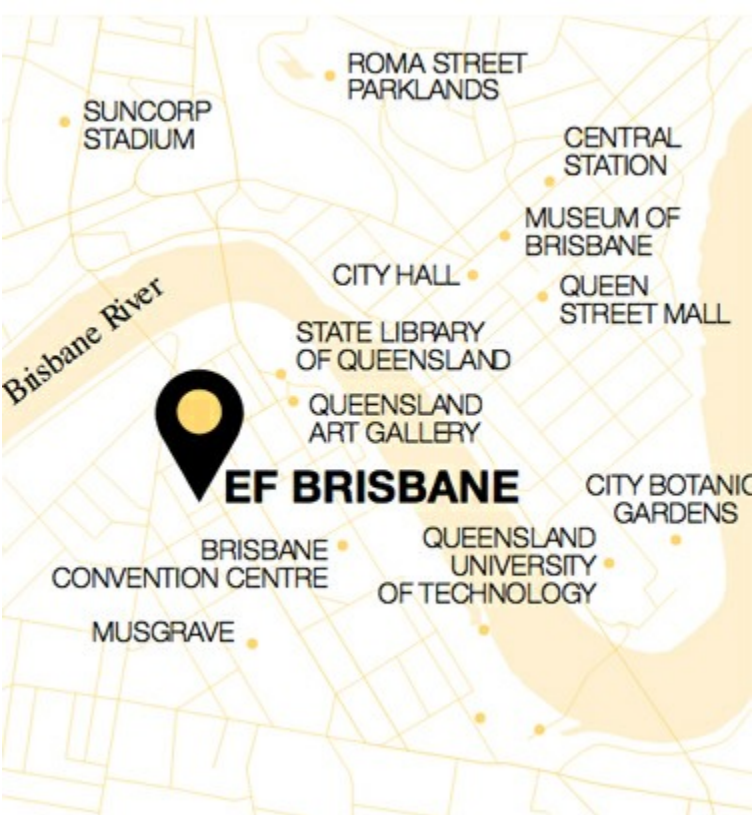 ROMA STREET
PARKLANDS
SUNCORP
STADIUM
CENTRAL
STATION
MUSEUM OF
BRISBANE
CITY HALL
QUEEN
STREET MALL
Brisbane River
STATE LIBRARY
OF QUEENSLAND
QUEENSLAND
ART GALLERY
EF BRISBANE
CITY BOTANIC
GARDENS
QUEENSLAND
UNIVERSITY
OF TECHNOLOGY
BRISBANE
CONVENTION CENTRE
MUSGRAVE